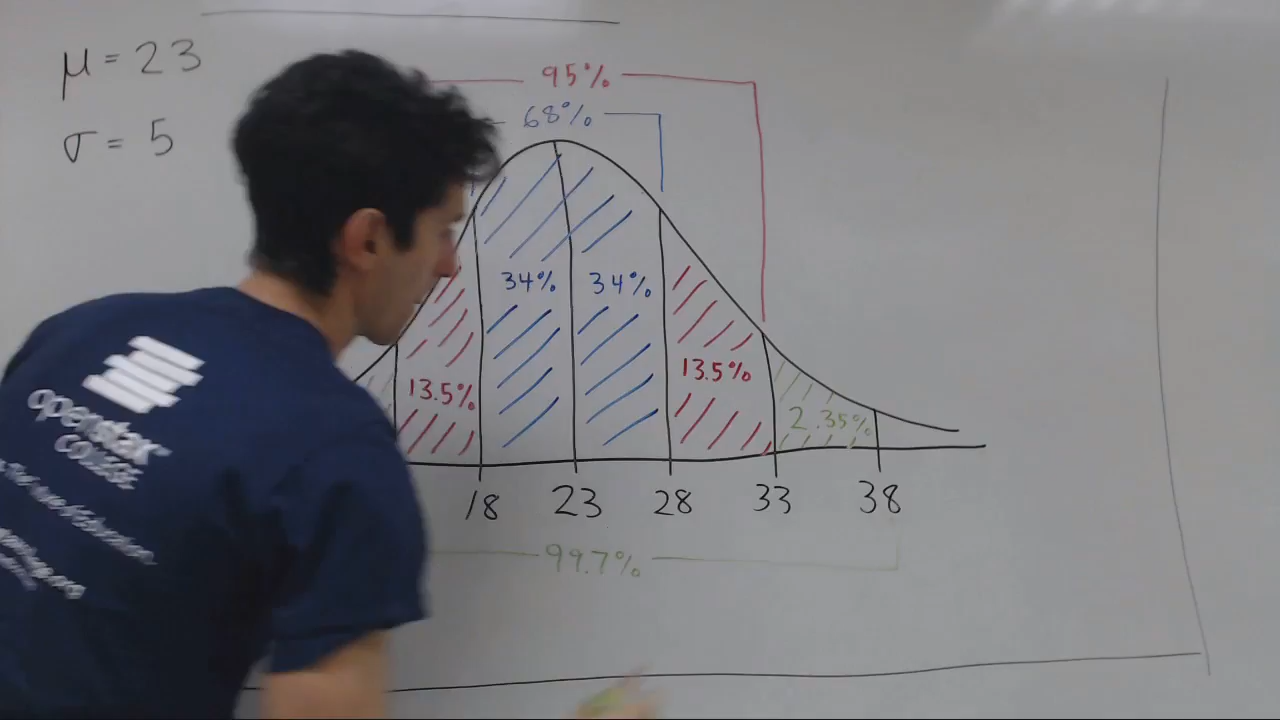 μ = 23
σ = 5
95%
68%
34% 34%
13.5% 13.5%
2.35%
18 23 28 33 38
99.7%
openstax
COLLEGE